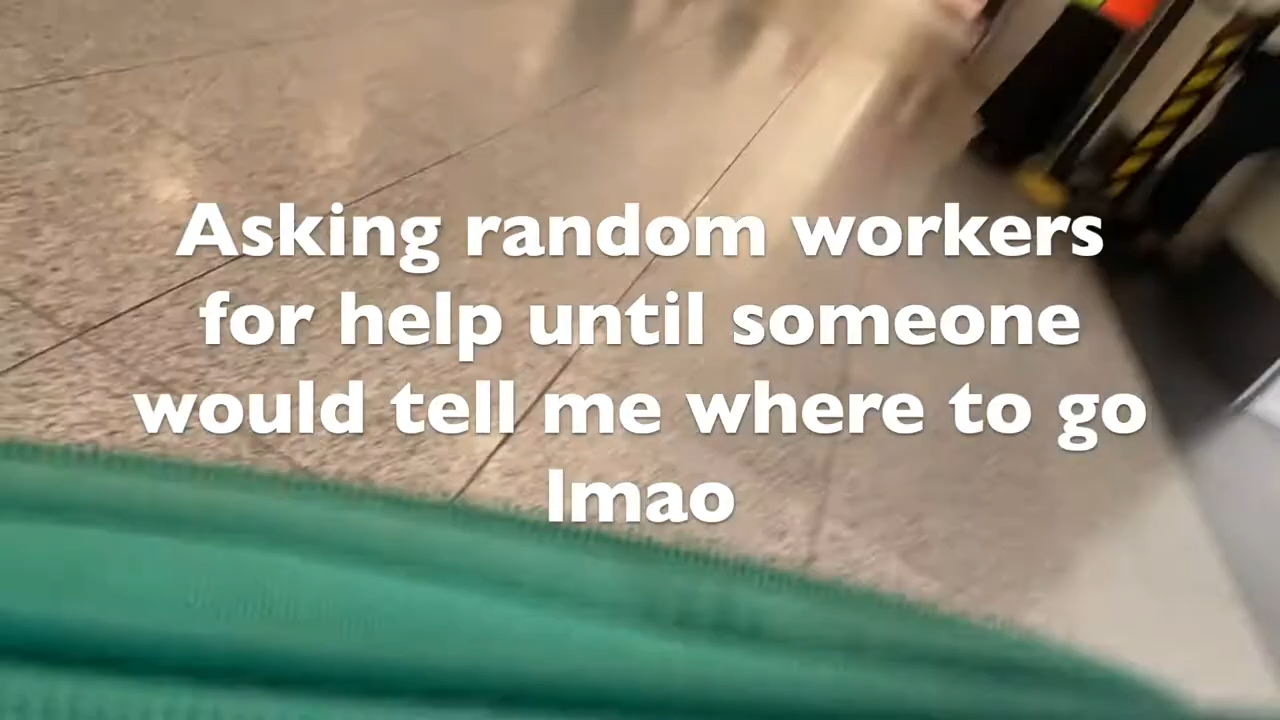 Asking random workers
for help until someone
would tell me where to go
lmao